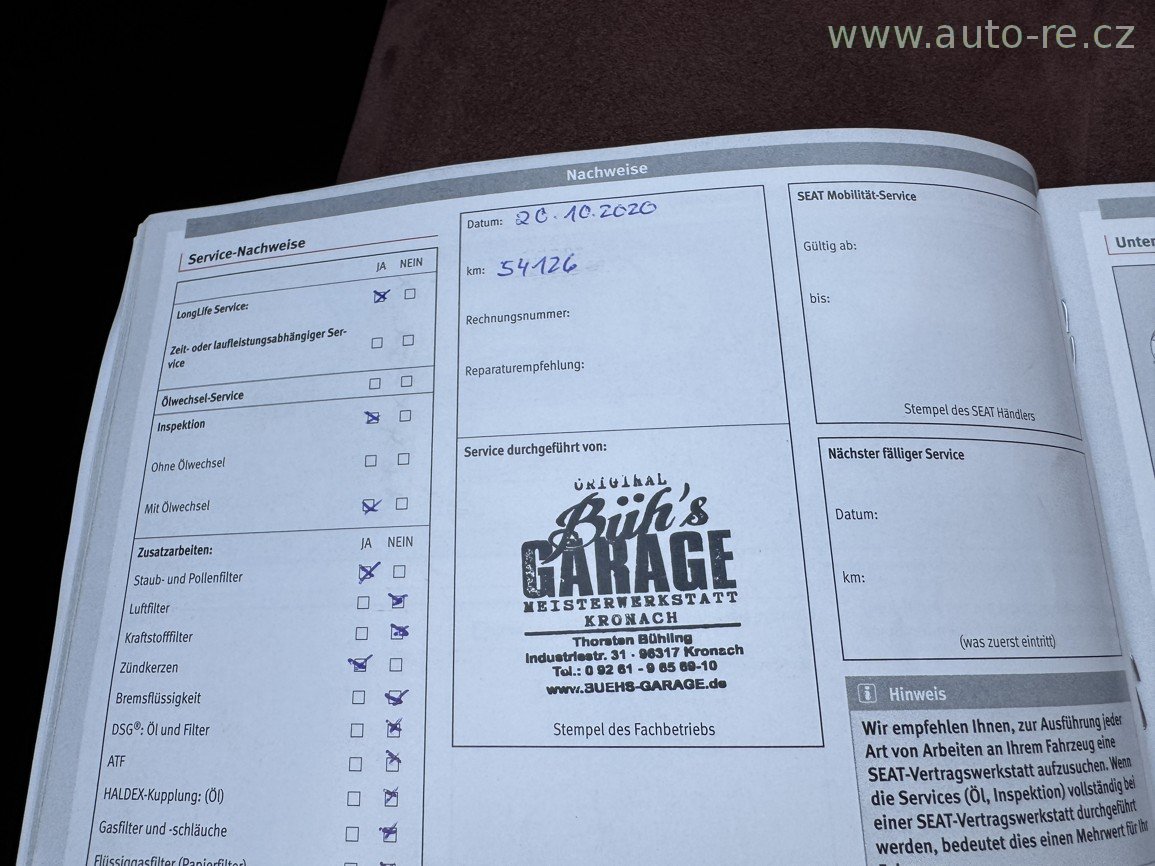 www.auto-re.cz
Nachweise
Service-Nachweise
JA NEIN
LongLife Service:
Zeit- oder laufleistungsabhängiger Ser-
vice
Ölwechsel-Service
Inspektion
Ohne Ölwechsel
Mit Ölwechsel
Zusatzarbeiten:
JA NEIN
Staub- und Pollenfilter
Luftfilter
Kraftstofffilter
Zündkerzen
Bremsflüssigkeit
DSG®: Öl und Filter
ATF
HALDEX-Kupplung: (Öl)
Gasfilter und -schläuche
Flüssiggasfilter (Papierfilter)
Datum: 20.10.2020
km: 54126
Rechnungsnummer:
Reparaturempfehlung:
Service durchgeführt von:
ORIGINAL
Büh's
GARAGE
MEISTERWERKSTATT
KRONACH
Thorsten Bühling
Industriestr. 31 - 96317 Kronach
Tel.: 0 92 61 - 9 65 69-10
www.BUEHS-GARAGE.de
Stempel des Fachbetriebs
SEAT Mobilität-Service
Gültig ab:
bis:
Stempel des SEAT Händlers
Nächster fälliger Service
Datum:
km:
(was zuerst eintritt)
Hinweis
Wir empfehlen Ihnen, zur Ausführung jeder
Art von Arbeiten an Ihrem Fahrzeug eine
SEAT-Vertragswerkstatt aufzusuchen. Wenn
die Services (Öl, Inspektion) vollständig bei
einer SEAT-Vertragswerkstatt durchgeführt
werden, bedeutet dies einen Mehrwert für Ihr
Unter